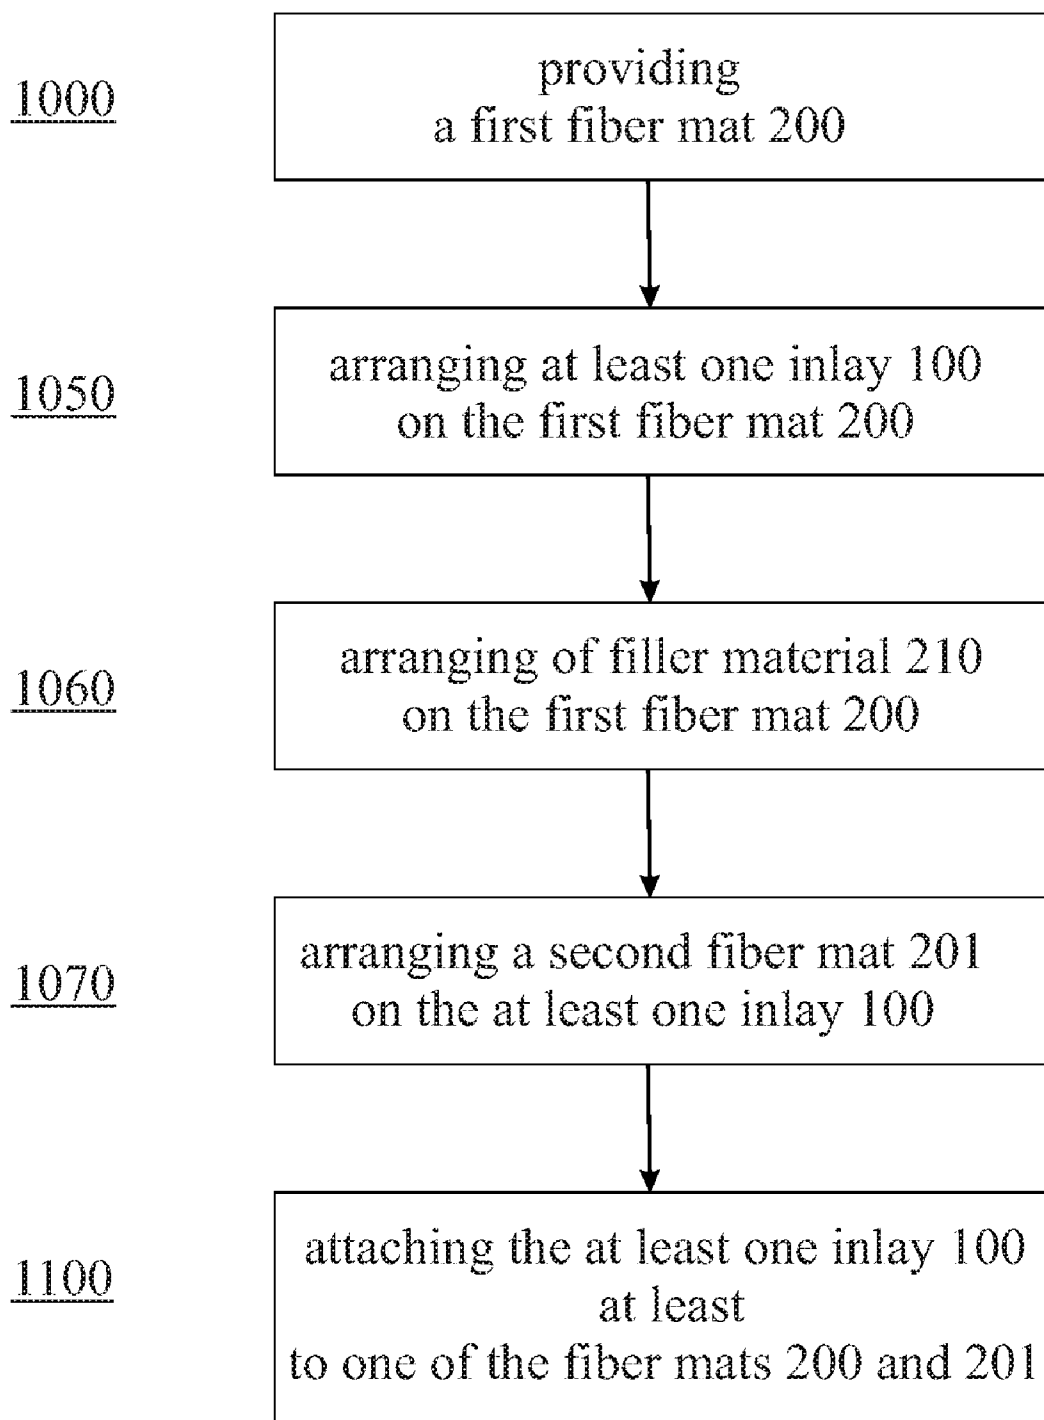 1000
providing
a first fiber mat 200
1050
arranging at least one inlay 100
on the first fiber mat 200
1060
arranging of filler material 210
on the first fiber mat 200
1070
arranging a second fiber mat 201
on the at least one inlay 100
1100
attaching the at least one inlay 100
at least
to one of the fiber mats 200 and 201